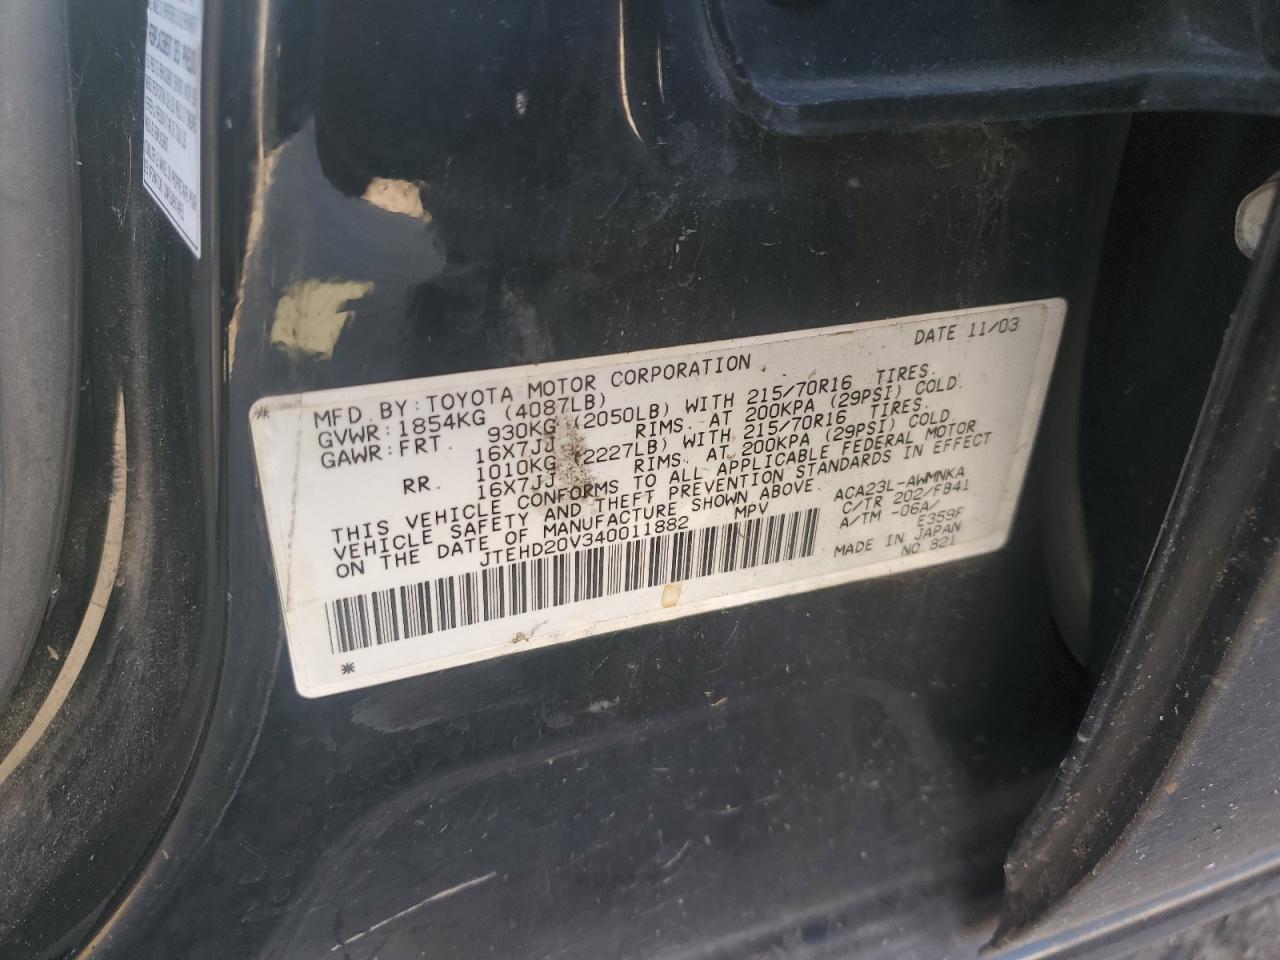 DATE 11/03
MFD. BY: TOYOTA MOTOR CORPORATION
GVWR: 1854KG (4087LB)
GAWR: FRT. 930KG (2050LB) WITH 215/70R16 TIRES.
16X7JJ RIMS. AT 200KPA (29PSI) COLD.
RR. 1010KG (2227LB) WITH 215/70R16 TIRES.
16X7JJ RIMS. AT 200KPA (29PSI) COLD.
THIS VEHICLE CONFORMS TO ALL APPLICABLE FEDERAL MOTOR
VEHICLE SAFETY AND THEFT PREVENTION STANDARDS IN EFFECT
ON THE DATE OF MANUFACTURE SHOWN ABOVE.
JTEHD20V340011882 MPV
ACA23L-AWMNKA
C/TR 202/FB41
A/TM -06A/
E359F
MADE IN JAPAN
NO. 821